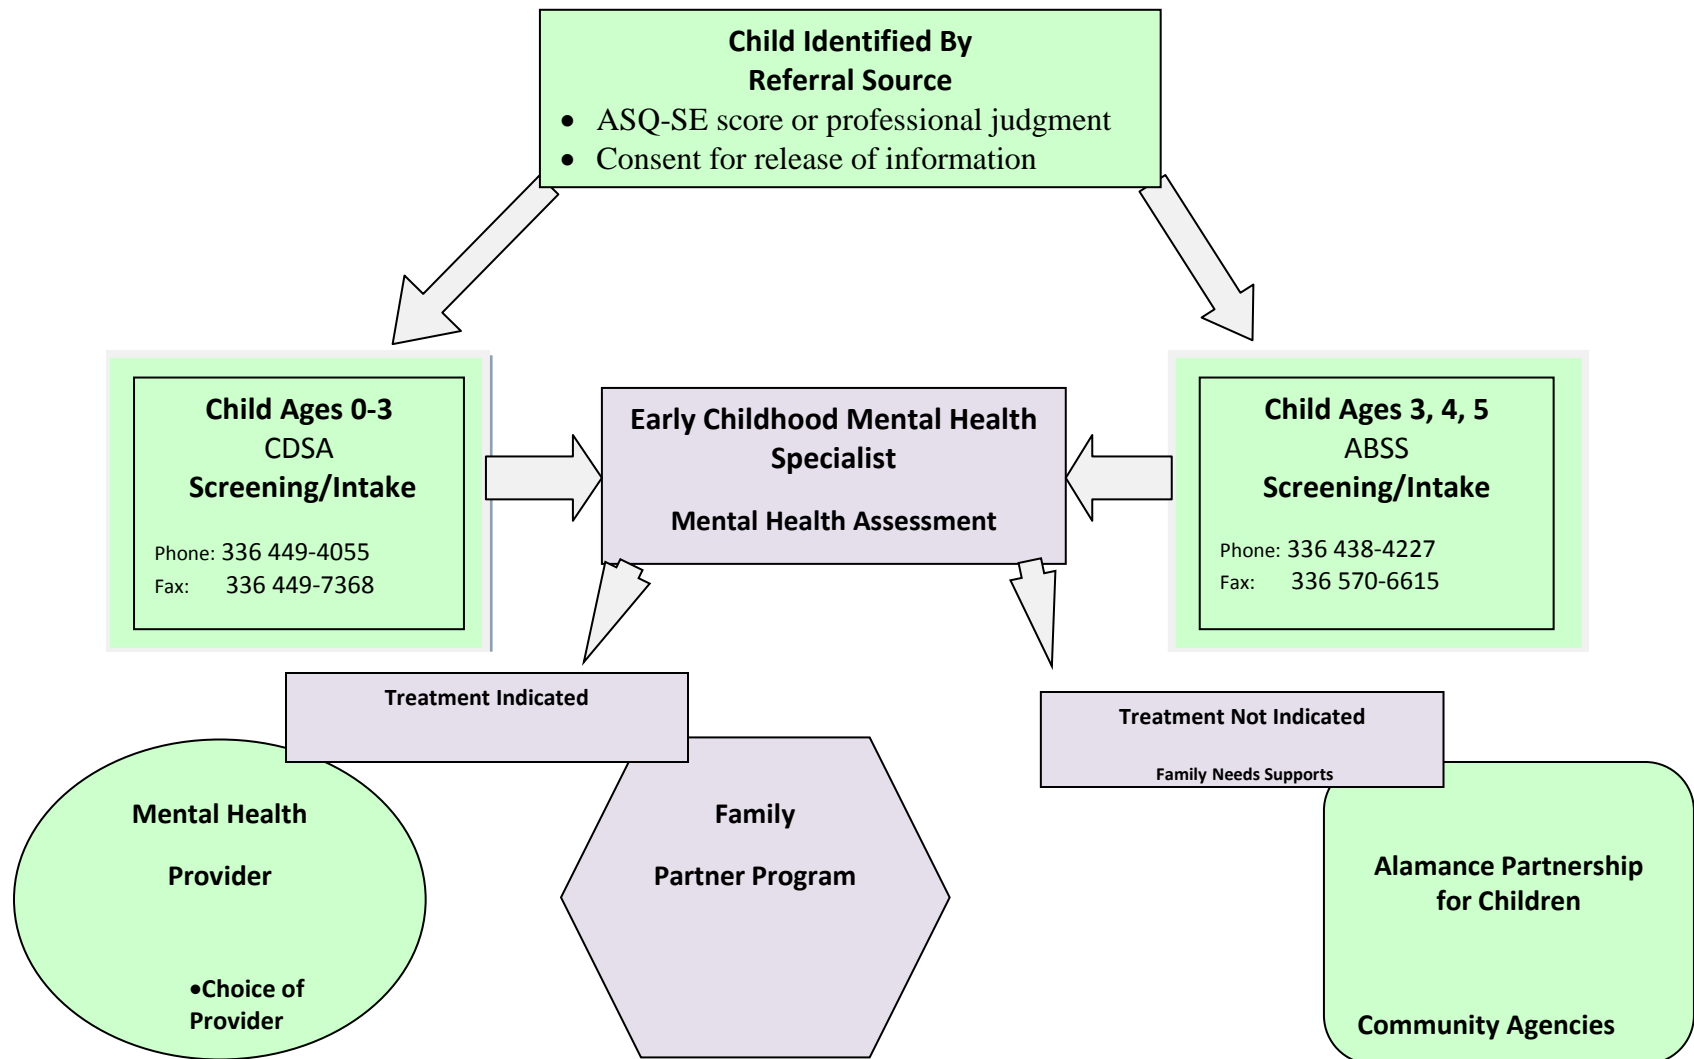 Child Identified By
Referral Source
• ASQ-SE score or professional judgment
• Consent for release of information
Child Ages 0-3
CDSA
Screening/Intake
Phone: 336 449-4055
Fax: 336 449-7368
Early Childhood Mental Health
Specialist
Mental Health Assessment
Child Ages 3, 4, 5
ABSS
Screening/Intake
Phone: 336 438-4227
Fax: 336 570-6615
Treatment Indicated
Treatment Not Indicated
Family Needs Supports
Mental Health
Provider
•Choice of
Provider
Family
Partner Program
Alamance Partnership
for Children
Community Agencies